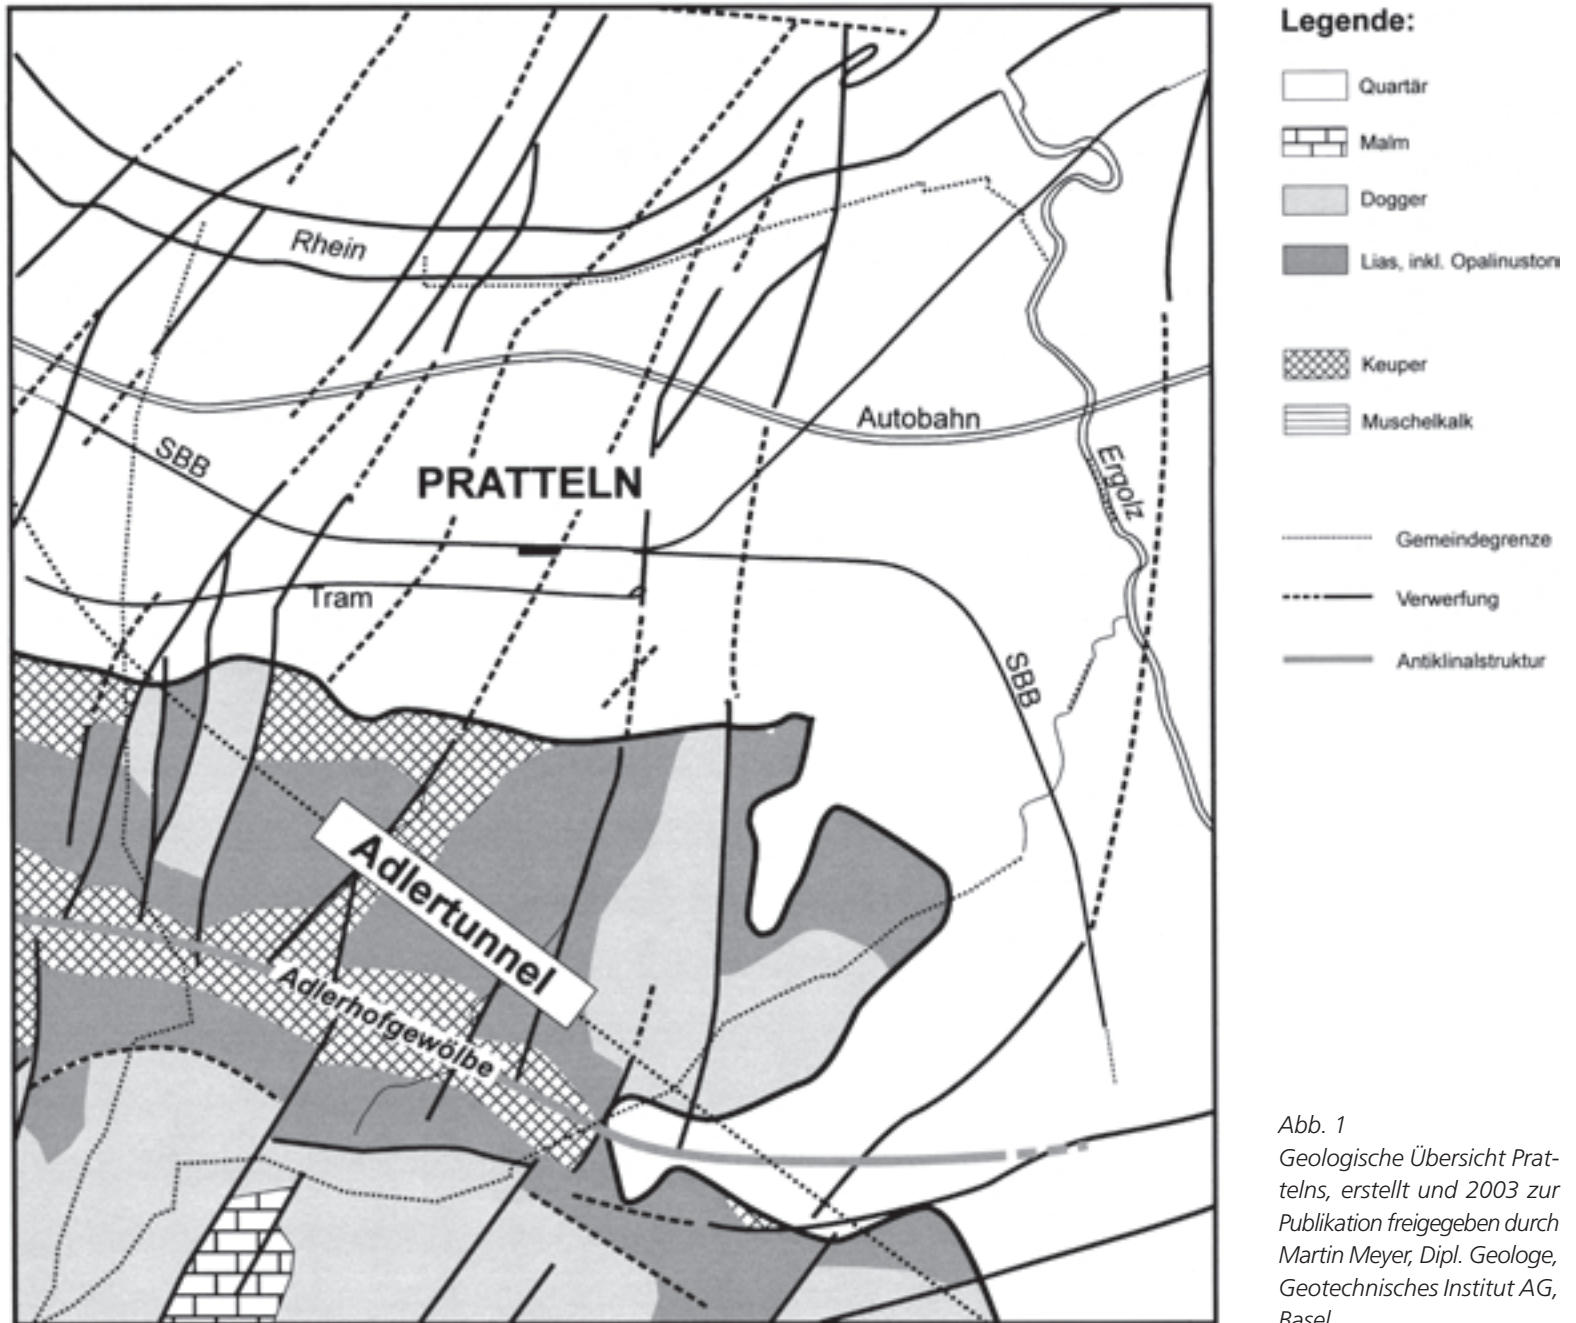 Rhein
Autobahn
SBB
PRATTELN
Ergolz
Tram
SBB
Adlertunnel
Adlerhofgewölbe
Legende:
Quartär
Malm
Dogger
Lias, inkl. Opalinuston
Keuper
Muschelkalk
Gemeindegrenze
Verwerfung
Antiklinalstruktur
Abb. 1
Geologische Übersicht Prat-
telns, erstellt und 2003 zur
Publikation freigegeben durch
Martin Meyer, Dipl. Geologe,
Geotechnisches Institut AG,
Basel